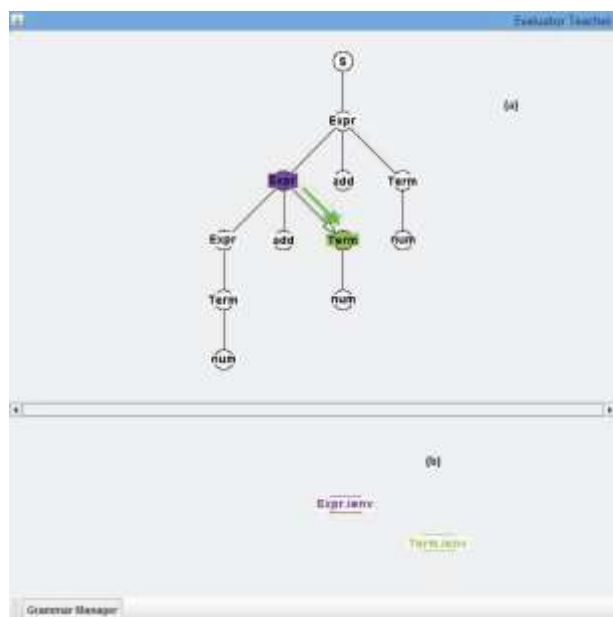 Evaluator Teacher
S
(a)
Expr
Expr add Term
Expr add Term num
Term num
num
(b)
Expr.ienv
Term.ienv
Grammar Manager